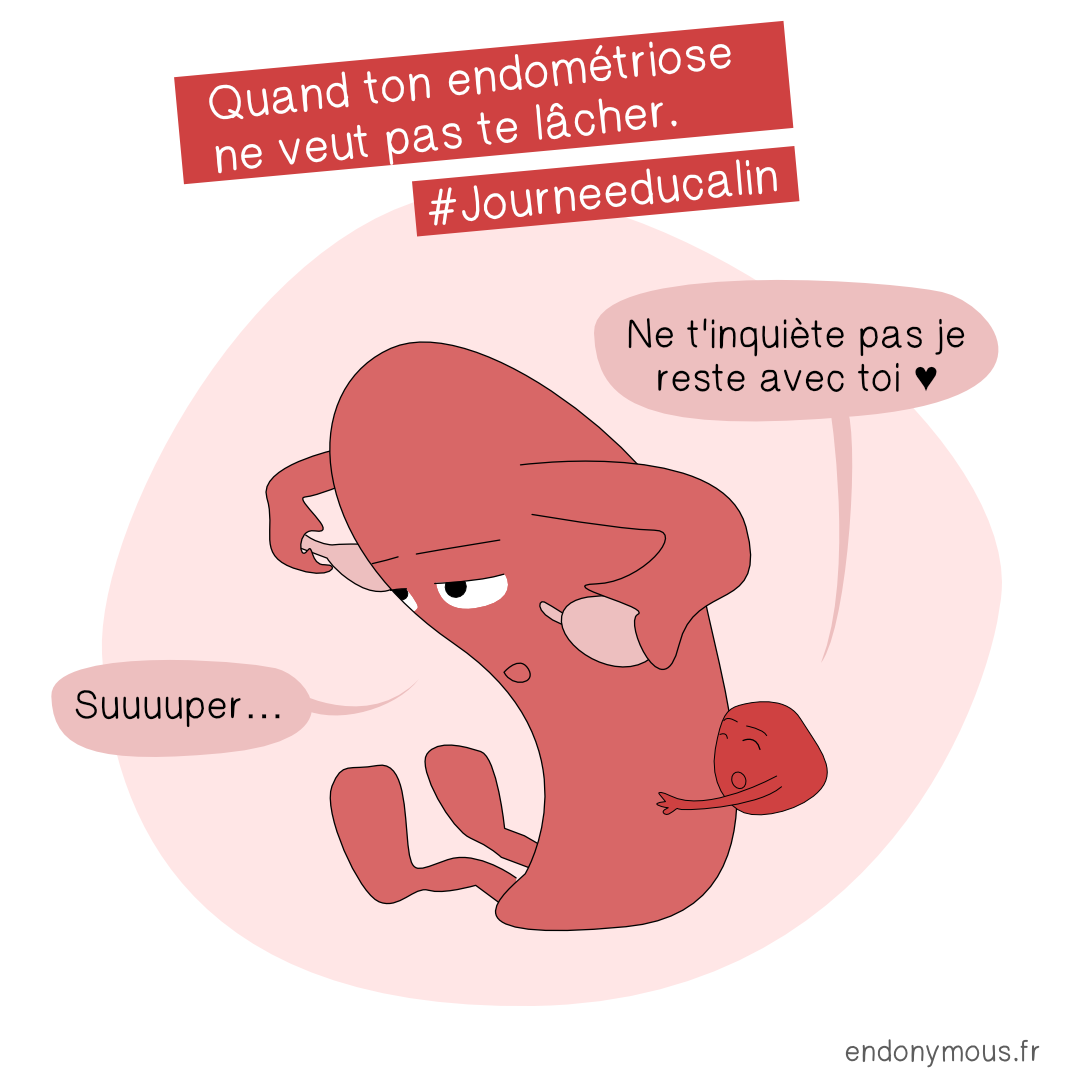 Quand ton endométriose
ne veut pas te lâcher.
#Journeeducalin
Ne t'inquiète pas je
reste avec toi ♥
Suuuuper...
endonymous.fr